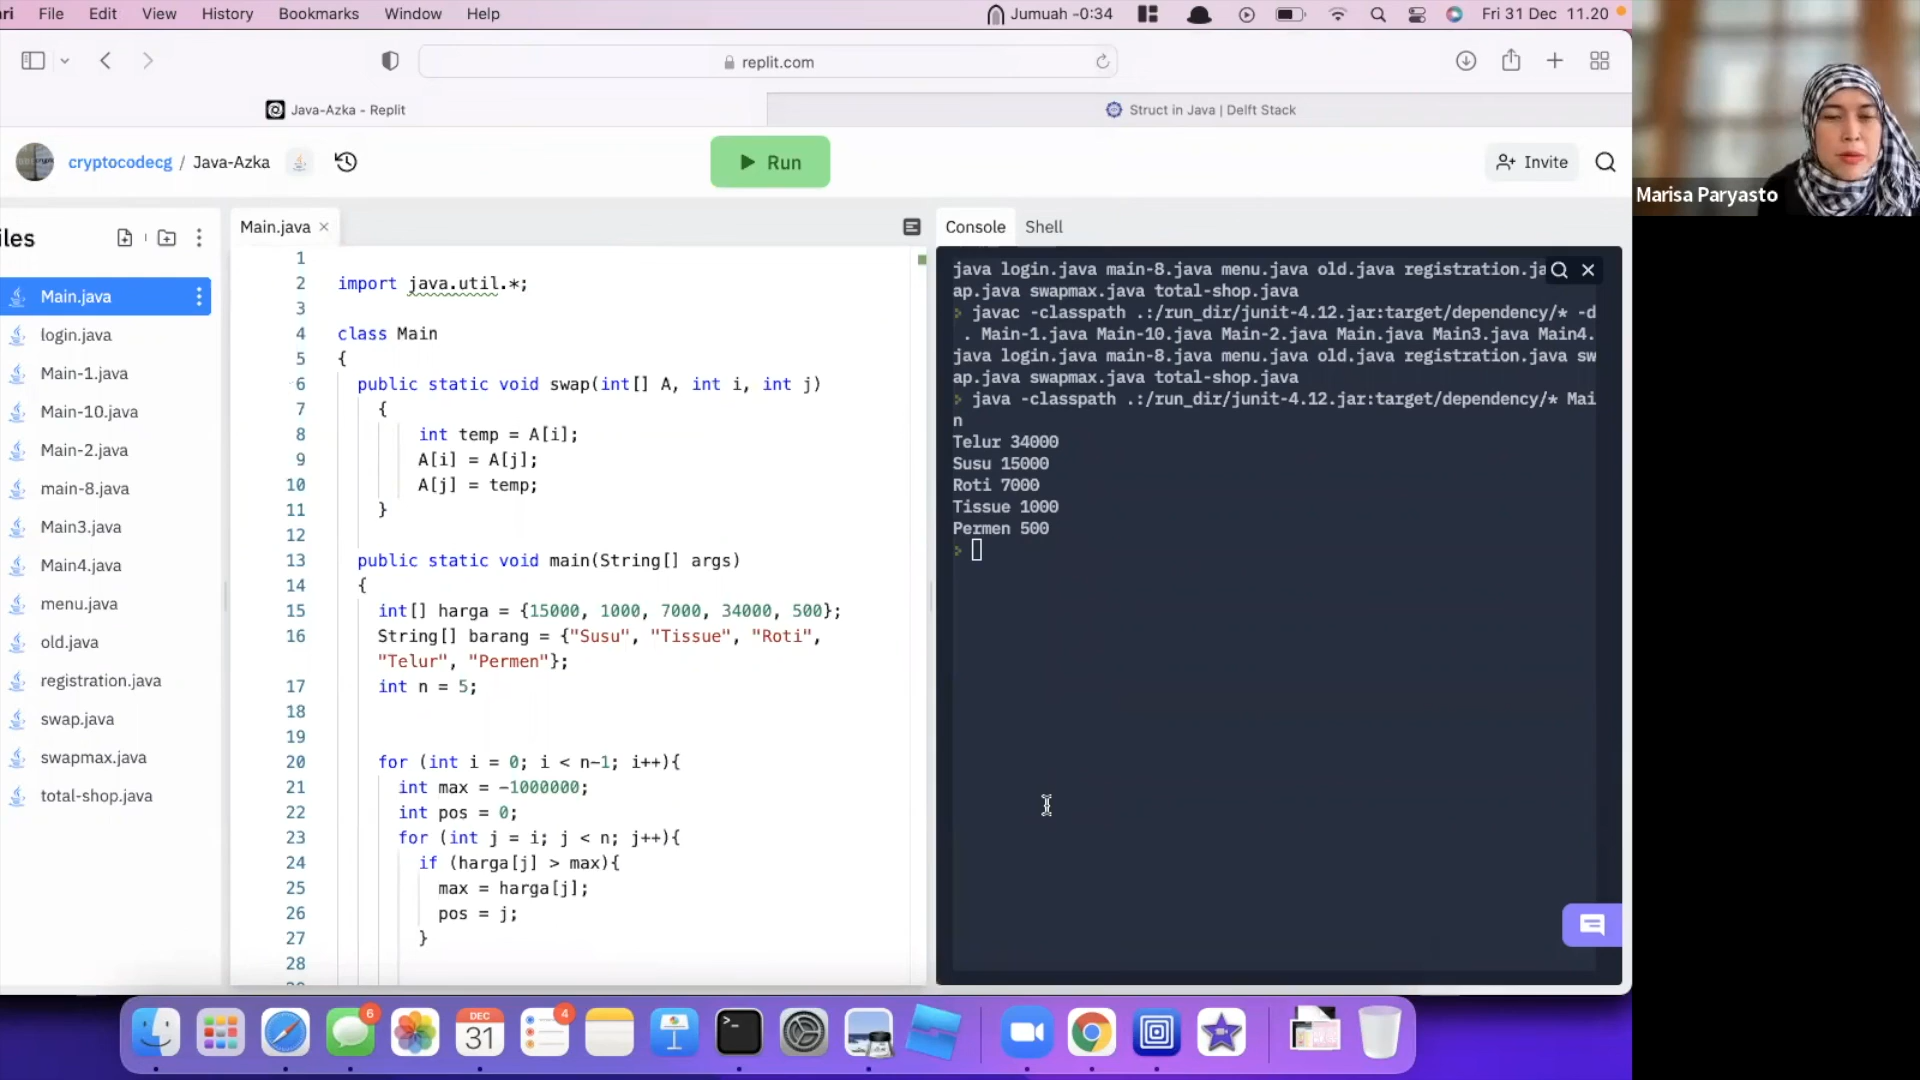 ri File Edit View History Bookmarks Window Help Jumuah -0:34 Fri 31 Dec 11.20
replit.com
Java-Azka - Replit Struct in Java | Delft Stack
cryptocodecg / Java-Azka Run Invite
Marisa Paryasto
iles
Main.java
login.java
Main-1.java
Main-10.java
Main-2.java
main-8.java
Main3.java
Main4.java
menu.java
old.java
registration.java
swap.java
swapmax.java
total-shop.java
Main.java
1
2 import java.util.*;
3
4 class Main
5 {
6 public static void swap(int[] A, int i, int j)
7 {
8 int temp = A[i];
9 A[i] = A[j];
10 A[j] = temp;
11 }
12
13 public static void main(String[] args)
14 {
15 int[] harga = {15000, 1000, 7000, 34000, 500};
16 String[] barang = {"Susu", "Tissue", "Roti",
"Telur", "Permen"};
17 int n = 5;
18
19
20 for (int i = 0; i < n-1; i++){
21 int max = -1000000;
22 int pos = 0;
23 for (int j = i; j < n; j++){
24 if (harga[j] > max){
25 max = harga[j];
26 pos = j;
27 }
28
Console Shell
java login.java main-8.java menu.java old.java registration.ja
ap.java swapmax.java total-shop.java
javac -classpath .:/run_dir/junit-4.12.jar:target/dependency/* -d
. Main-1.java Main-10.java Main-2.java Main.java Main3.java Main4.
java login.java main-8.java menu.java old.java registration.java sw
ap.java swapmax.java total-shop.java
java -classpath .:/run_dir/junit-4.12.jar:target/dependency/* Mai
n
Telur 34000
Susu 15000
Roti 7000
Tissue 1000
Permen 500
6
DEC
31
4